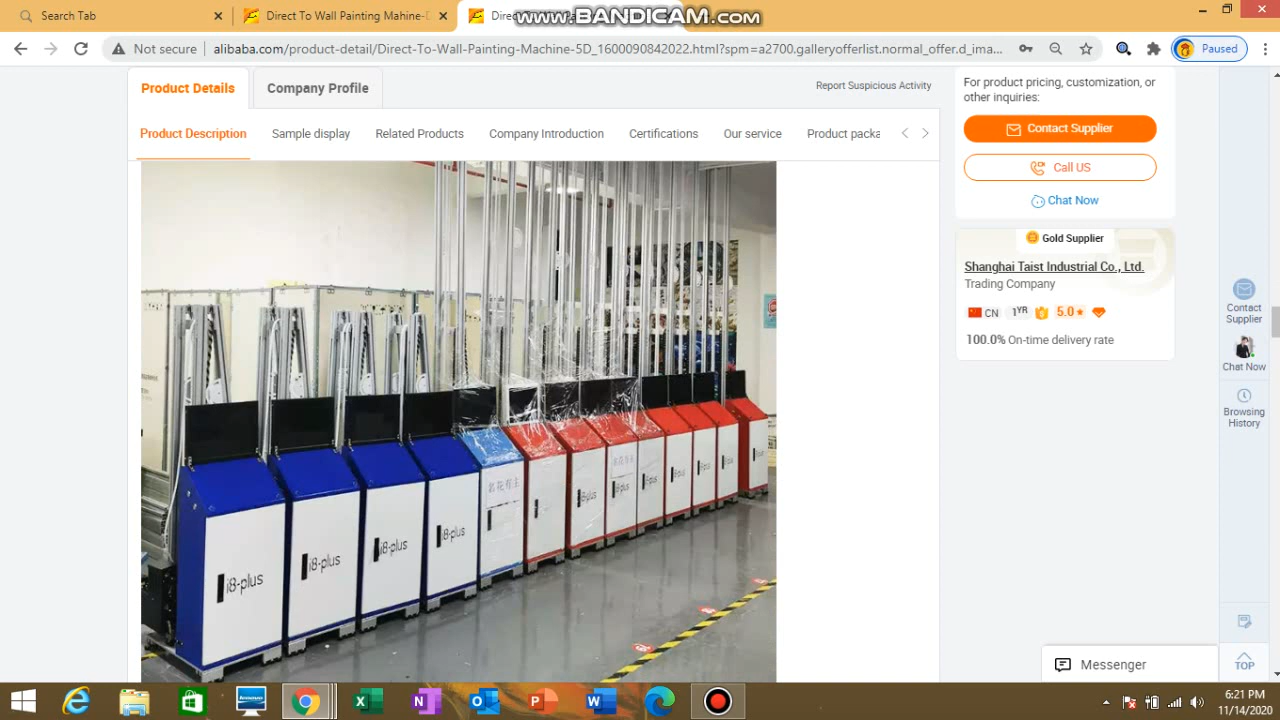 Search Tab
Direct To Wall Painting Mahine-D
Direct
www.BANDICAM.com
Not secure
alibaba.com/product-detail/Direct-To-Wall-Painting-Machine-5D_1600090842022.html?spm=a2700.galleryofferlist.normal_offer.d_ima...
Paused
Product Details
Company Profile
Report Suspicious Activity
Product Description
Sample display
Related Products
Company Introduction
Certifications
Our service
Product packa
For product pricing, customization, or
other inquiries:
Contact Supplier
Call US
Chat Now
Gold Supplier
Shanghai Taist Industrial Co., Ltd.
Trading Company
CN
1YR
5.0
100.0% On-time delivery rate
Contact
Supplier
Chat Now
Browsing
History
i8-plus
i8-plus
i8-plus
i8-plus
i8-plus
i8-plus
Messenger
TOP
6:21 PM
11/14/2020